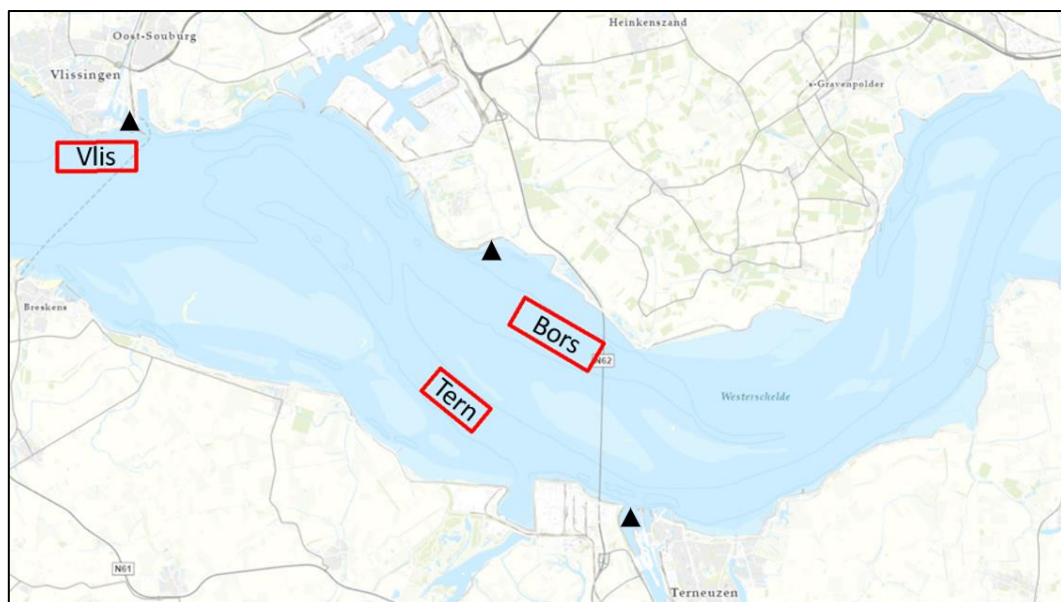 Heinkenszand
Oost-Souburg
Vlissingen
's-Gravenpolder
Vlis
Breskens
Bors
N62
Tern
Westerschelde
N61
Terneuzen